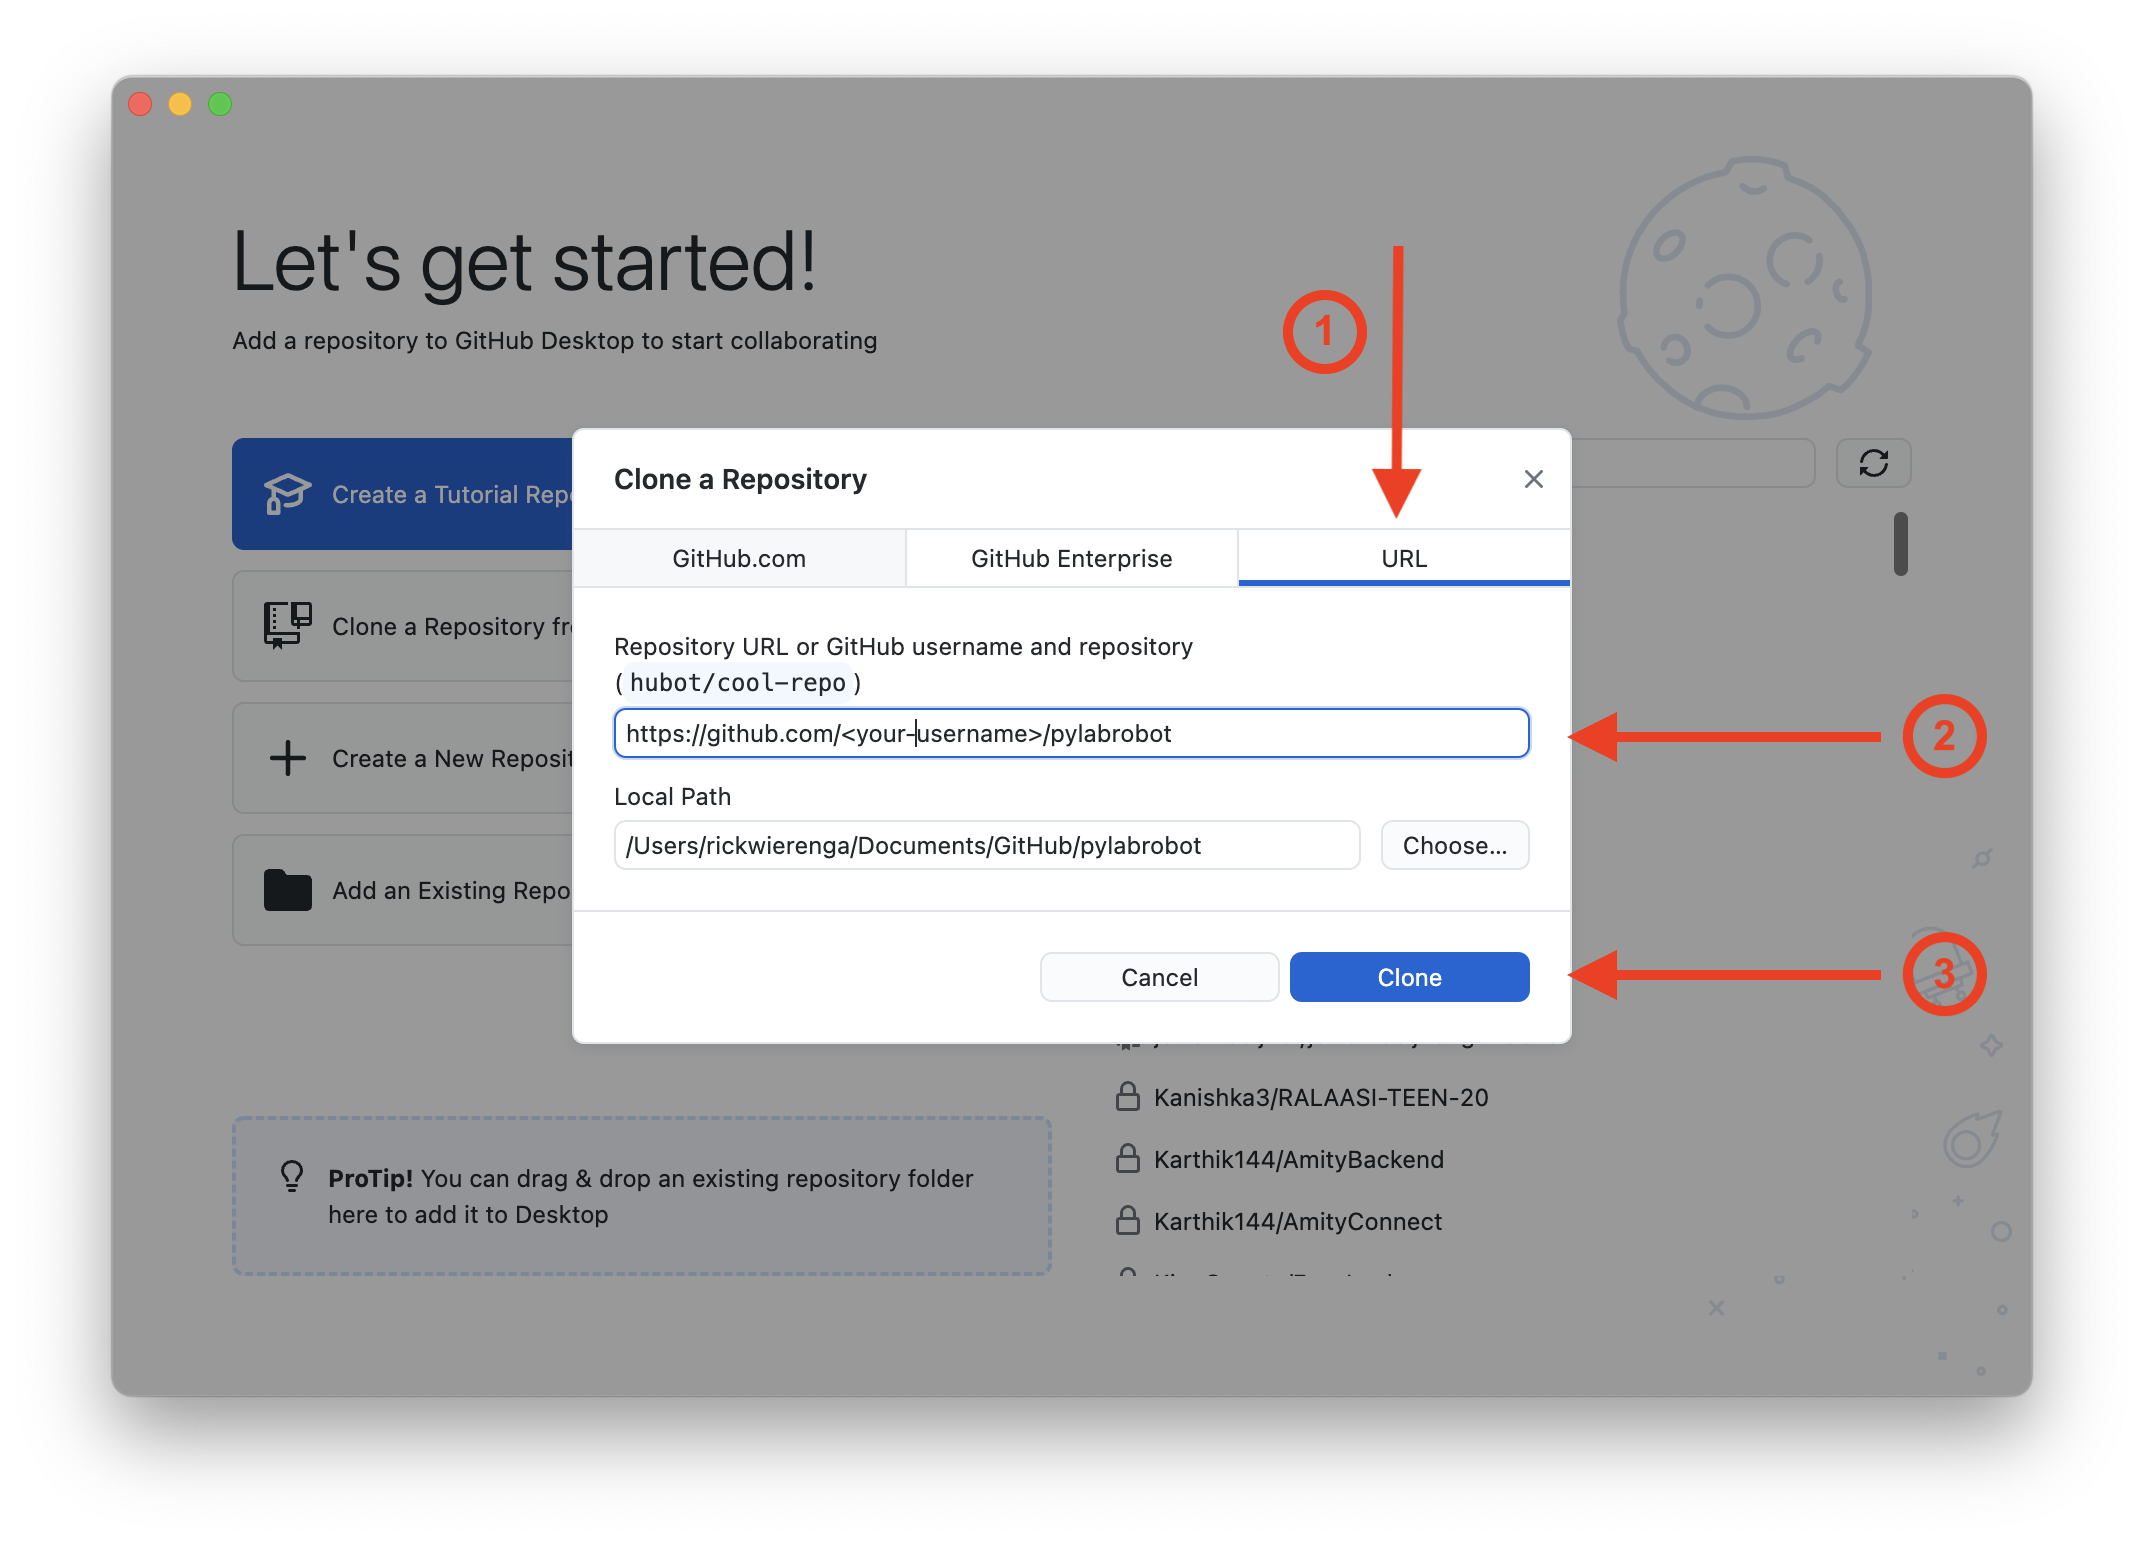 Let's get started!
Add a repository to GitHub Desktop to start collaborating
1
Create a Tutorial
Clone a Repository
Create a New
Add an Existing
Clone a Repository
GitHub.com
GitHub Enterprise
URL
Repository URL or GitHub username and repository
(hubot/cool-repo)
https://github.com/<your-username>/pylabrobot
2
Local Path
/Users/rickwierenga/Documents/GitHub/pylabrobot
Choose...
Cancel
Clone
3
Kanishka3/RALAASI-TEEN-20
Karthik144/AmityBackend
Karthik144/AmityConnect
ProTip! You can drag & drop an existing repository folder
here to add it to Desktop